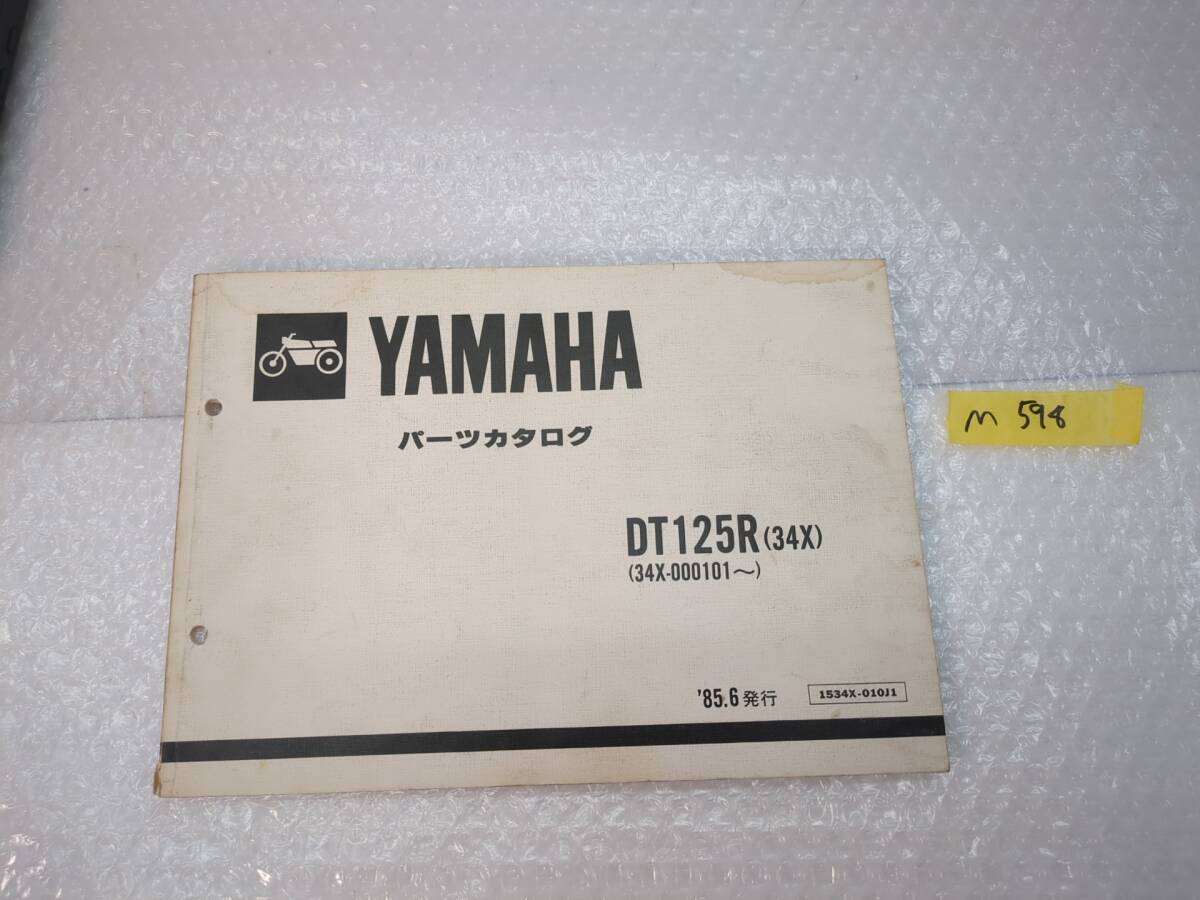 YAMAHA
パーツカタログ
DT125R(34X)
(34X-000101〜)
'85.6 発行
1534X-010J1
M 598